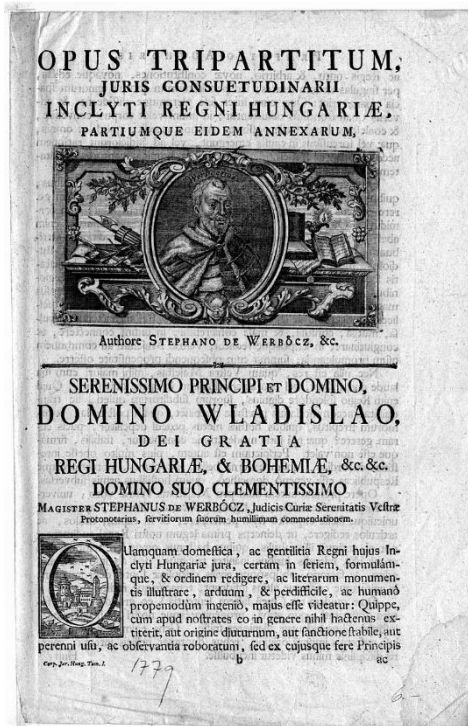 OPUS TRIPARTITUM,
JURIS CONSUETUDINARII
INCLYTI REGNI HUNGARIÆ,
PARTIUMQUE EIDEM ANNEXARUM,
Authore STEPHANO DE WERBŐCZ, &c.
SERENISSIMO PRINCIPI ET DOMINO,
DOMINO WLADISLAO,
DEI GRATIA
REGI HUNGARIÆ, & BOHEMIÆ, &c. &c.
DOMINO SUO CLEMENTISSIMO
MAGISTER STEPHANUS DE WERBŐCZ, Judicis Curiæ Serenitatis Vestræ
Protonotarius, servitiorum suorum humillimam commendationem.
QUamquam domestica, ac gentilitia Regni hujus In-
clyti Hungariæ jura, certam in seriem, formulám-
que, & ordinem redigere, ac literarum monumen-
tis illustrare, arduum, & perdifficile, ac humanô
propemodùm ingeniô, majus esse videatur: Quippe,
cùm apud nostrates eo in genere nihil hactenus ex-
titerit, aut origine diuturnum, aut sanctione stabile, aut
perenni usu, ac observantia roboratum, sed ex cujusque fere Principis
Corp. Jur. Hung. Tom. I.
b
ac
1779